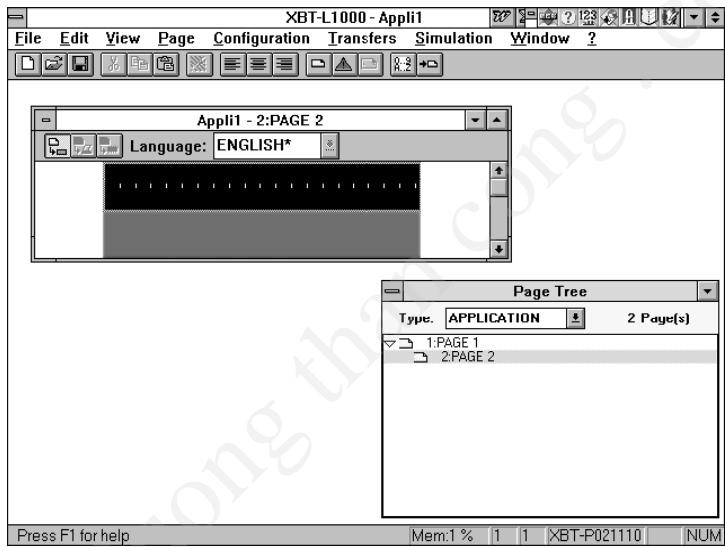 XBT-L1000 - Appli1
File Edit View Page Configuration Transfers Simulation Window ?
Appli1 - 2:PAGE 2
Language: ENGLISH*
Page Tree
Type. APPLICATION 2 Page(s)
1:PAGE 1
2:PAGE 2
Press F1 for help Mem:1 % 1 1 XBT-P021110 NUM